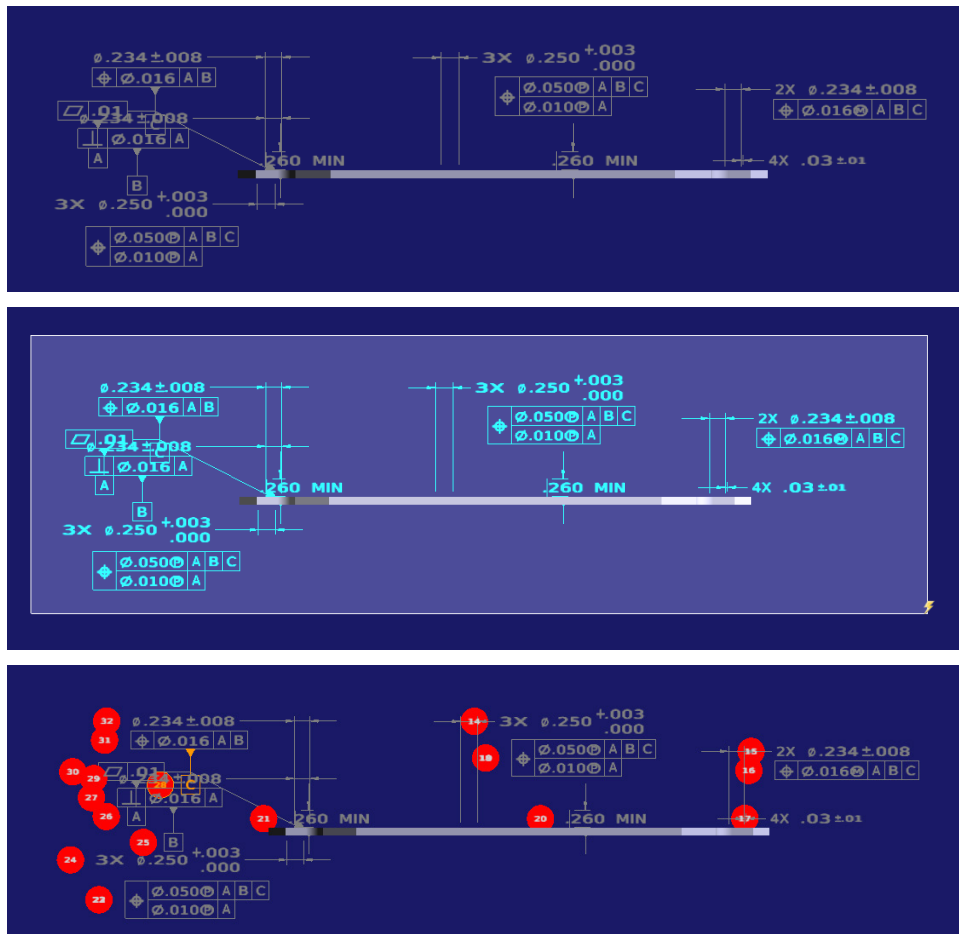 ⌀.234±.008
⌖ ⌀.016 A B
3X ⌀.250 +.003
.000
⌖ ⌀.050Ⓟ A B C
⌀.010Ⓟ A
2X ⌀.234±.008
⌖ ⌀.016Ⓜ A B C
⏥ .01
C
⌀.234±.008
⟂ ⌀.016 A
A
B
.260 MIN
.260 MIN
4X .03±.01
3X ⌀.250 +.003
.000
⌖ ⌀.050Ⓟ A B C
⌀.010Ⓟ A
⌀.234±.008
⌖ ⌀.016 A B
3X ⌀.250 +.003
.000
⌖ ⌀.050Ⓟ A B C
⌀.010Ⓟ A
2X ⌀.234±.008
⌖ ⌀.016Ⓜ A B C
⏥ .01
C
⌀.234±.008
⟂ ⌀.016 A
A
B
.260 MIN
.260 MIN
4X .03±.01
3X ⌀.250 +.003
.000
⌖ ⌀.050Ⓟ A B C
⌀.010Ⓟ A
32 ⌀.234±.008
31 ⌖ ⌀.016 A B
14 3X ⌀.250 +.003
.000
⌖ ⌀.050Ⓟ A B C
⌀.010Ⓟ A
15 2X ⌀.234±.008
16 ⌖ ⌀.016Ⓜ A B C
30 ⏥ .01
29 .008
C
27 ⟂ ⌀.016 A
26 A
25 B
21 .260 MIN
20 .260 MIN
17 4X .03±.01
24 3X ⌀.250 +.003
.000
⌖ ⌀.050Ⓟ A B C
⌀.010Ⓟ A